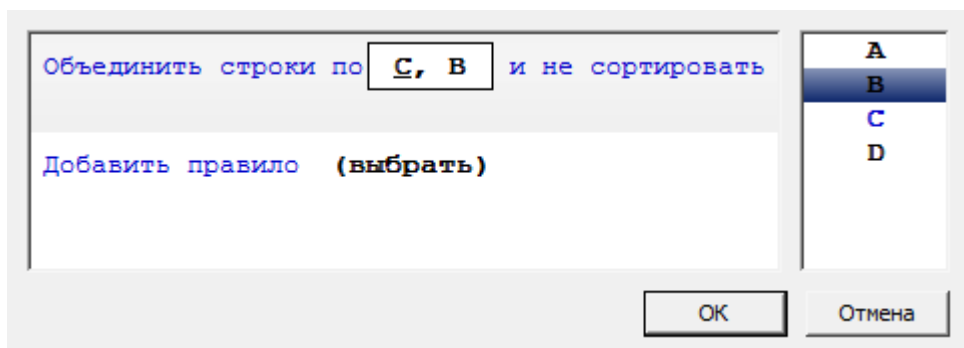 Объединить строки по C, B и не сортировать
Добавить правило (выбрать)
A
B
C
D
OK Отмена